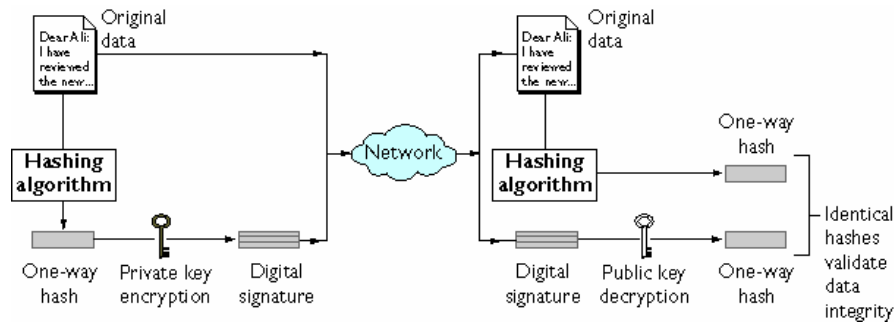 Dear Ali:
I have
reviewed
the new...
Original
data
Hashing
algorithm
One-way
hash
Private key
encryption
Digital
signature
Network
Dear Ali:
I have
reviewed
the new...
Original
data
Hashing
algorithm
One-way
hash
Digital
signature
Public key
decryption
One-way
hash
Identical
hashes
validate
data
integrity